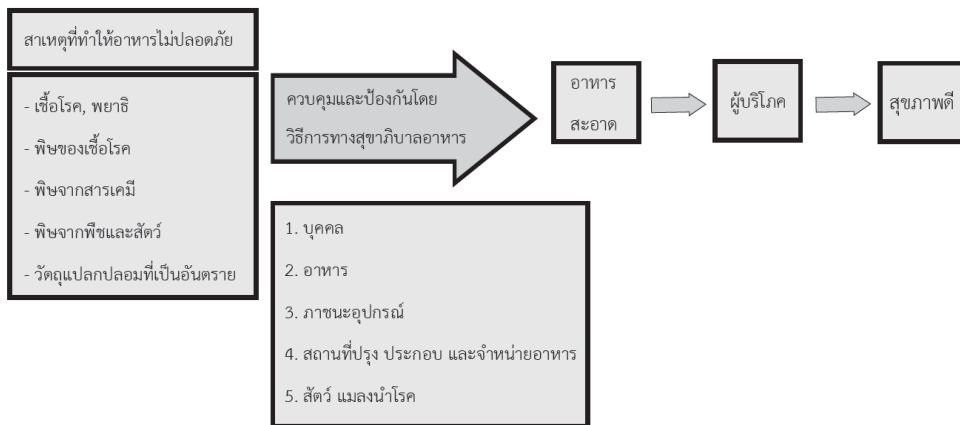 สาเหตุที่ทำให้อาหารไม่ปลอดภัย
- เชื้อโรค, พยาธิ
- พิษของเชื้อโรค
- พิษจากสารเคมี
- พิษจากพืชและสัตว์
- วัตถุแปลกปลอมที่เป็นอันตราย
ควบคุมและป้องกันโดย
วิธีการทางสุขาภิบาลอาหาร
1. บุคคล
2. อาหาร
3. ภาชนะอุปกรณ์
4. สถานที่ปรุง ประกอบ และจำหน่ายอาหาร
5. สัตว์ แมลงนำโรค
อาหาร
สะอาด
ผู้บริโภค
สุขภาพดี